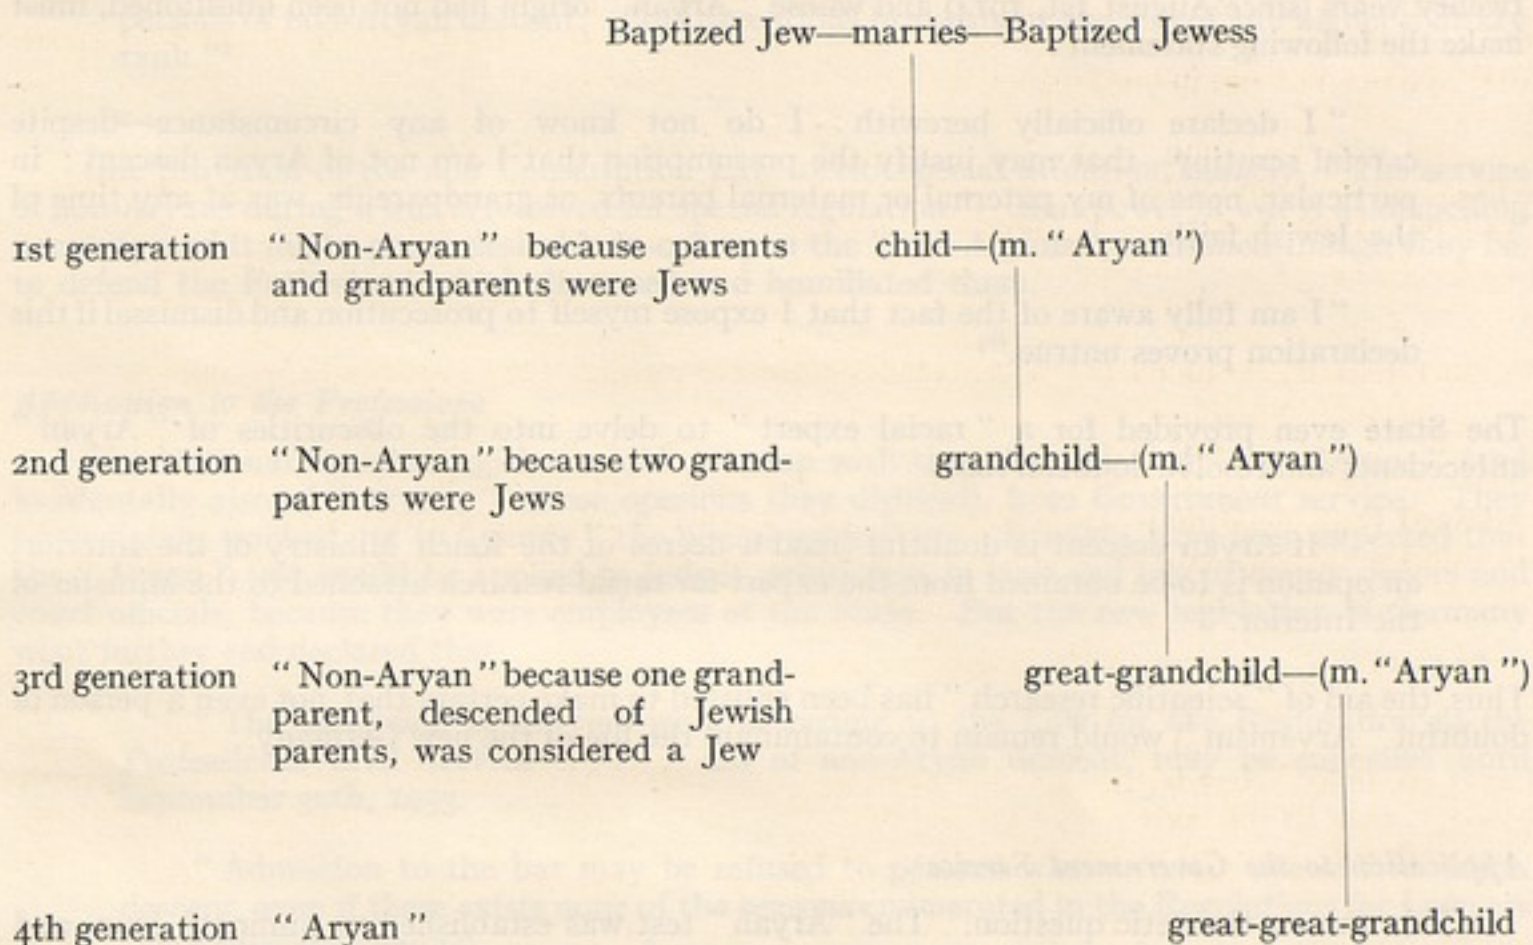 Baptized Jew—marries—Baptized Jewess
1st generation “ Non-Aryan ” because parents child—(m. “ Aryan ”)
and grandparents were Jews
2nd generation “ Non-Aryan ” because two grand- grandchild—(m. “ Aryan ”)
parents were Jews
3rd generation “ Non-Aryan ” because one grand- great-grandchild—(m. “ Aryan ”)
parent, descended of Jewish
parents, was considered a Jew
4th generation “ Aryan ” great-great-grandchild